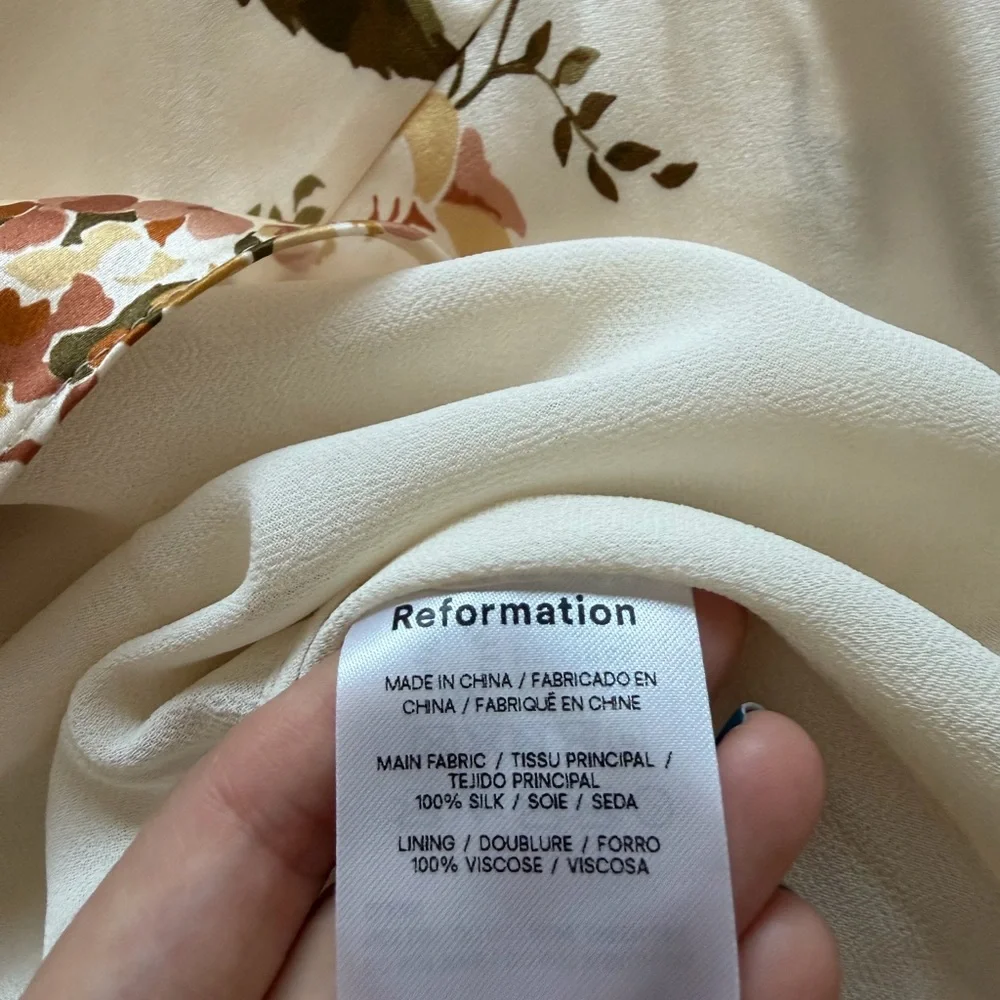 Reformation
MADE IN CHINA / FABRICADO EN
CHINA / FABRIQUÉ EN CHINE
MAIN FABRIC / TISSU PRINCIPAL /
TEJIDO PRINCIPAL
100% SILK / SOIE / SEDA
LINING / DOUBLURE / FORRO
100% VISCOSE / VISCOSA